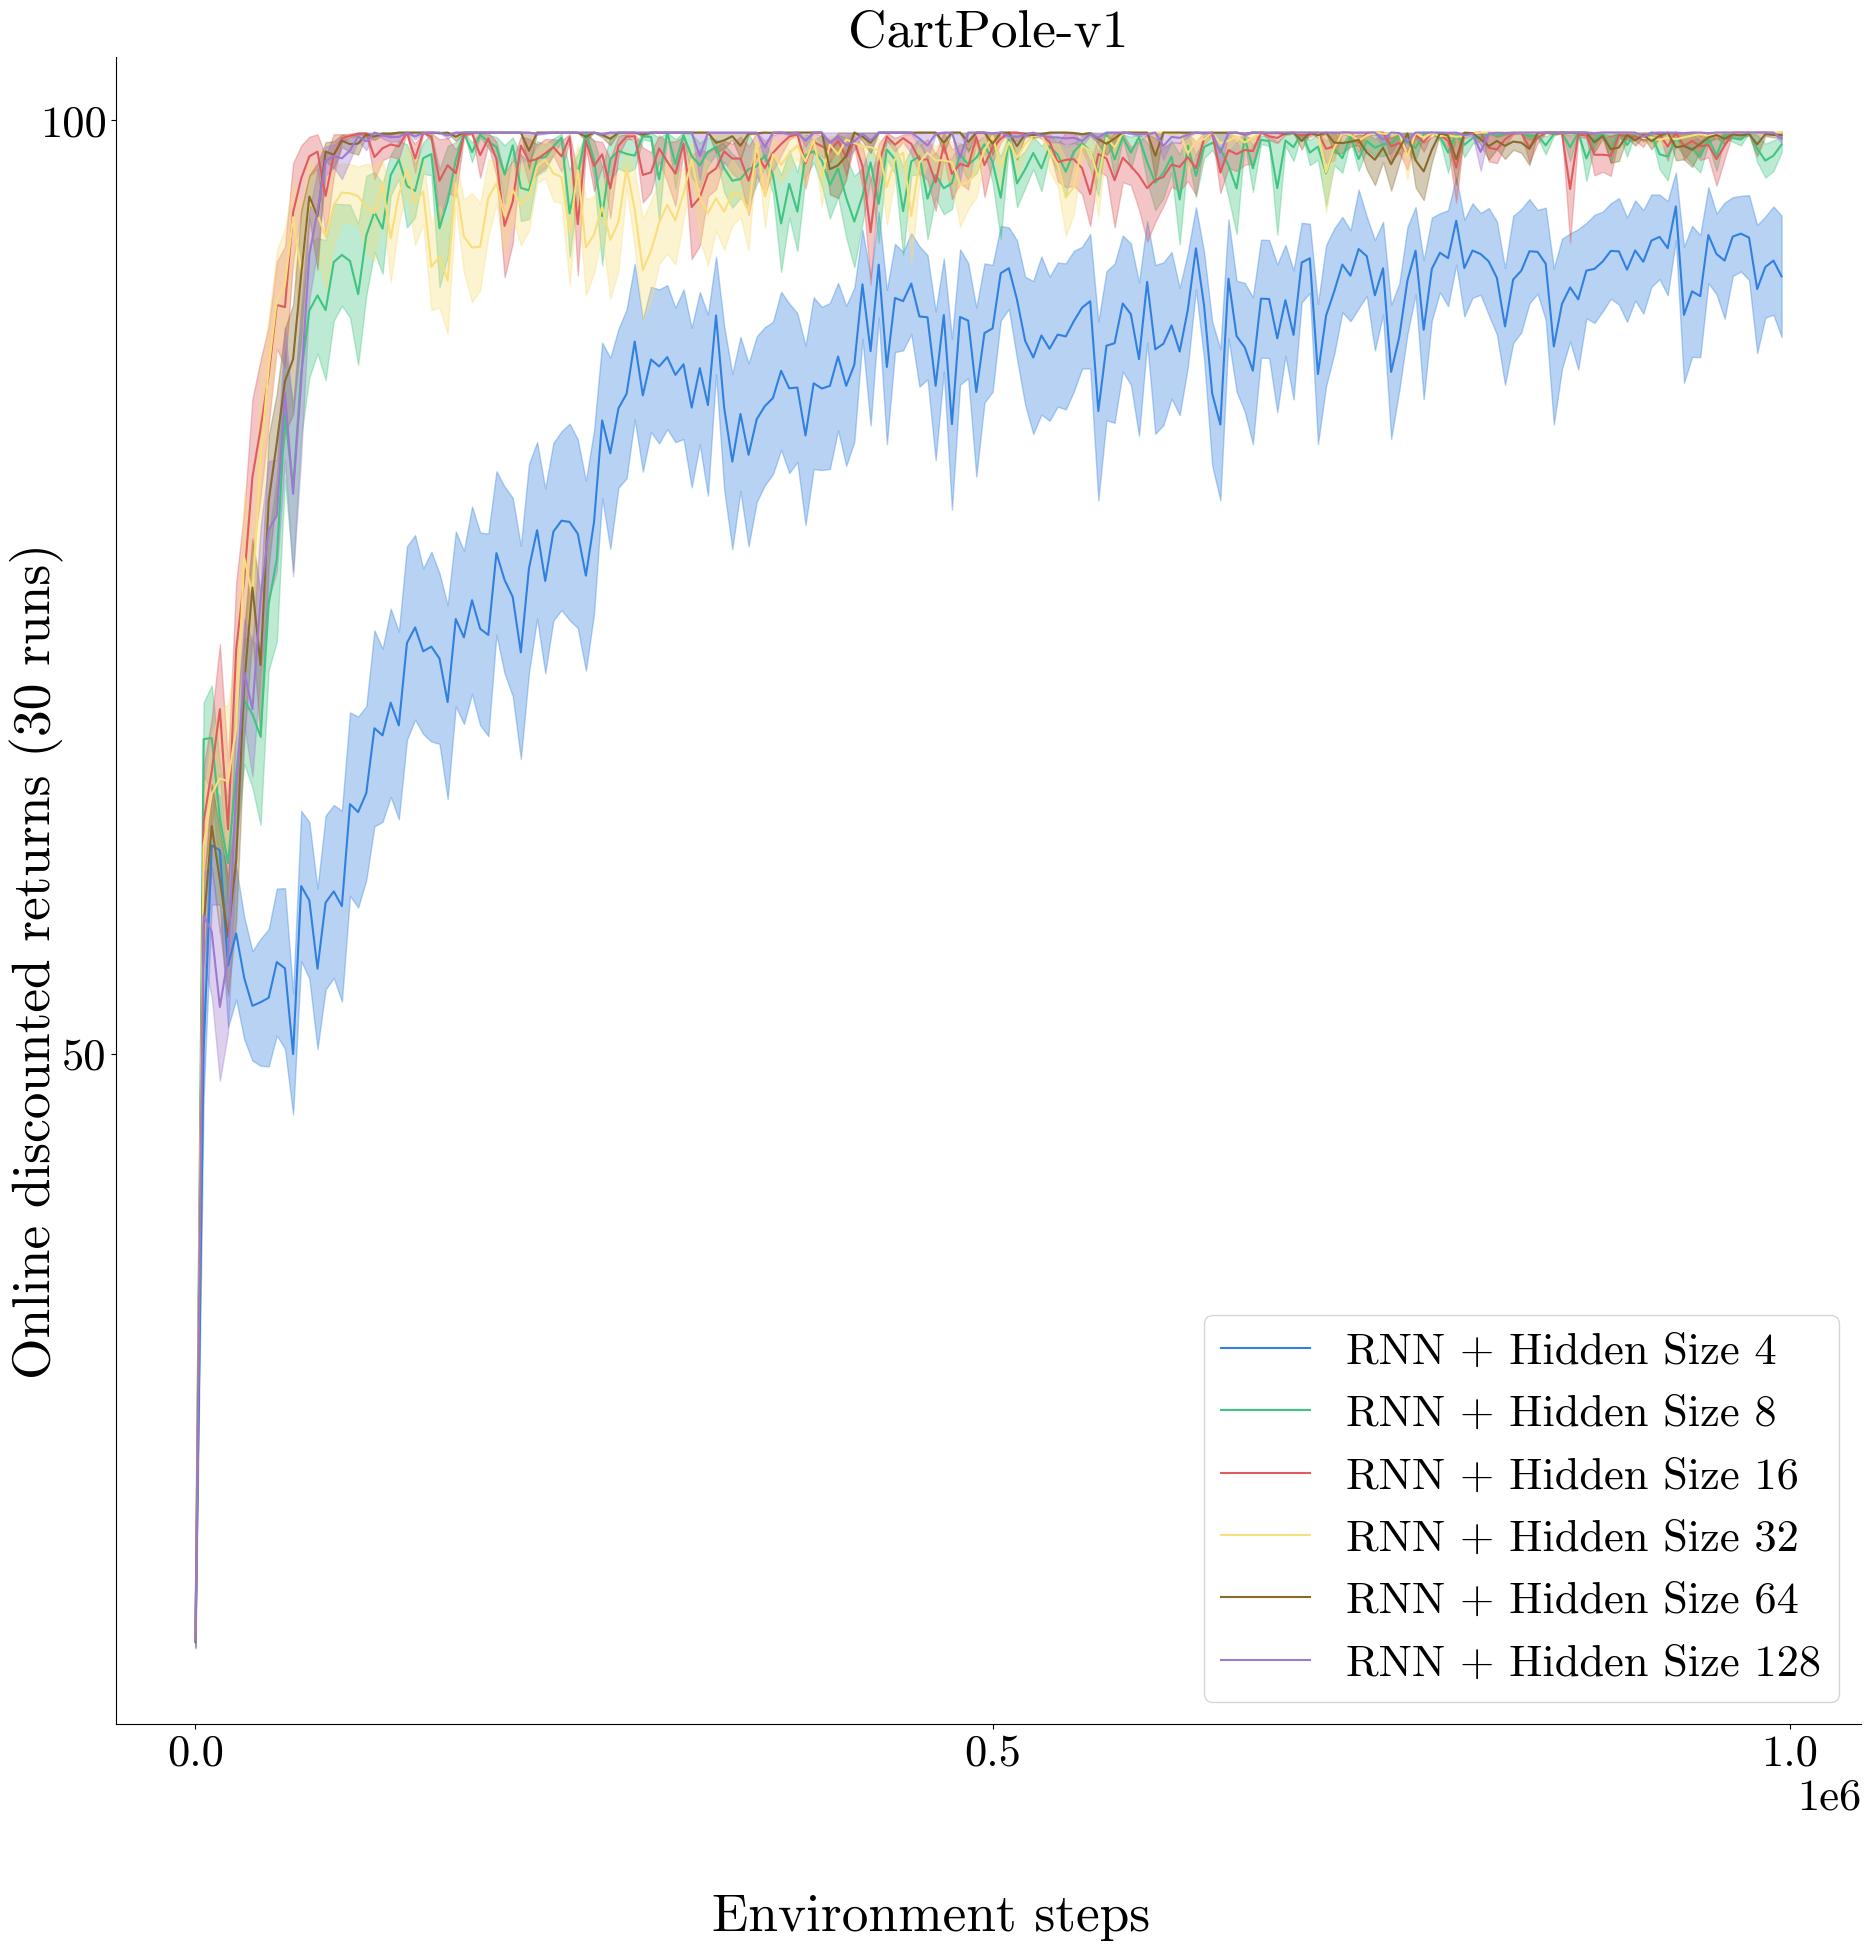 CartPole-v1
100
50
Online discounted returns (30 runs)
RNN + Hidden Size 4
RNN + Hidden Size 8
RNN + Hidden Size 16
RNN + Hidden Size 32
RNN + Hidden Size 64
RNN + Hidden Size 128
0.0
0.5
1.0
1e6
Environment steps